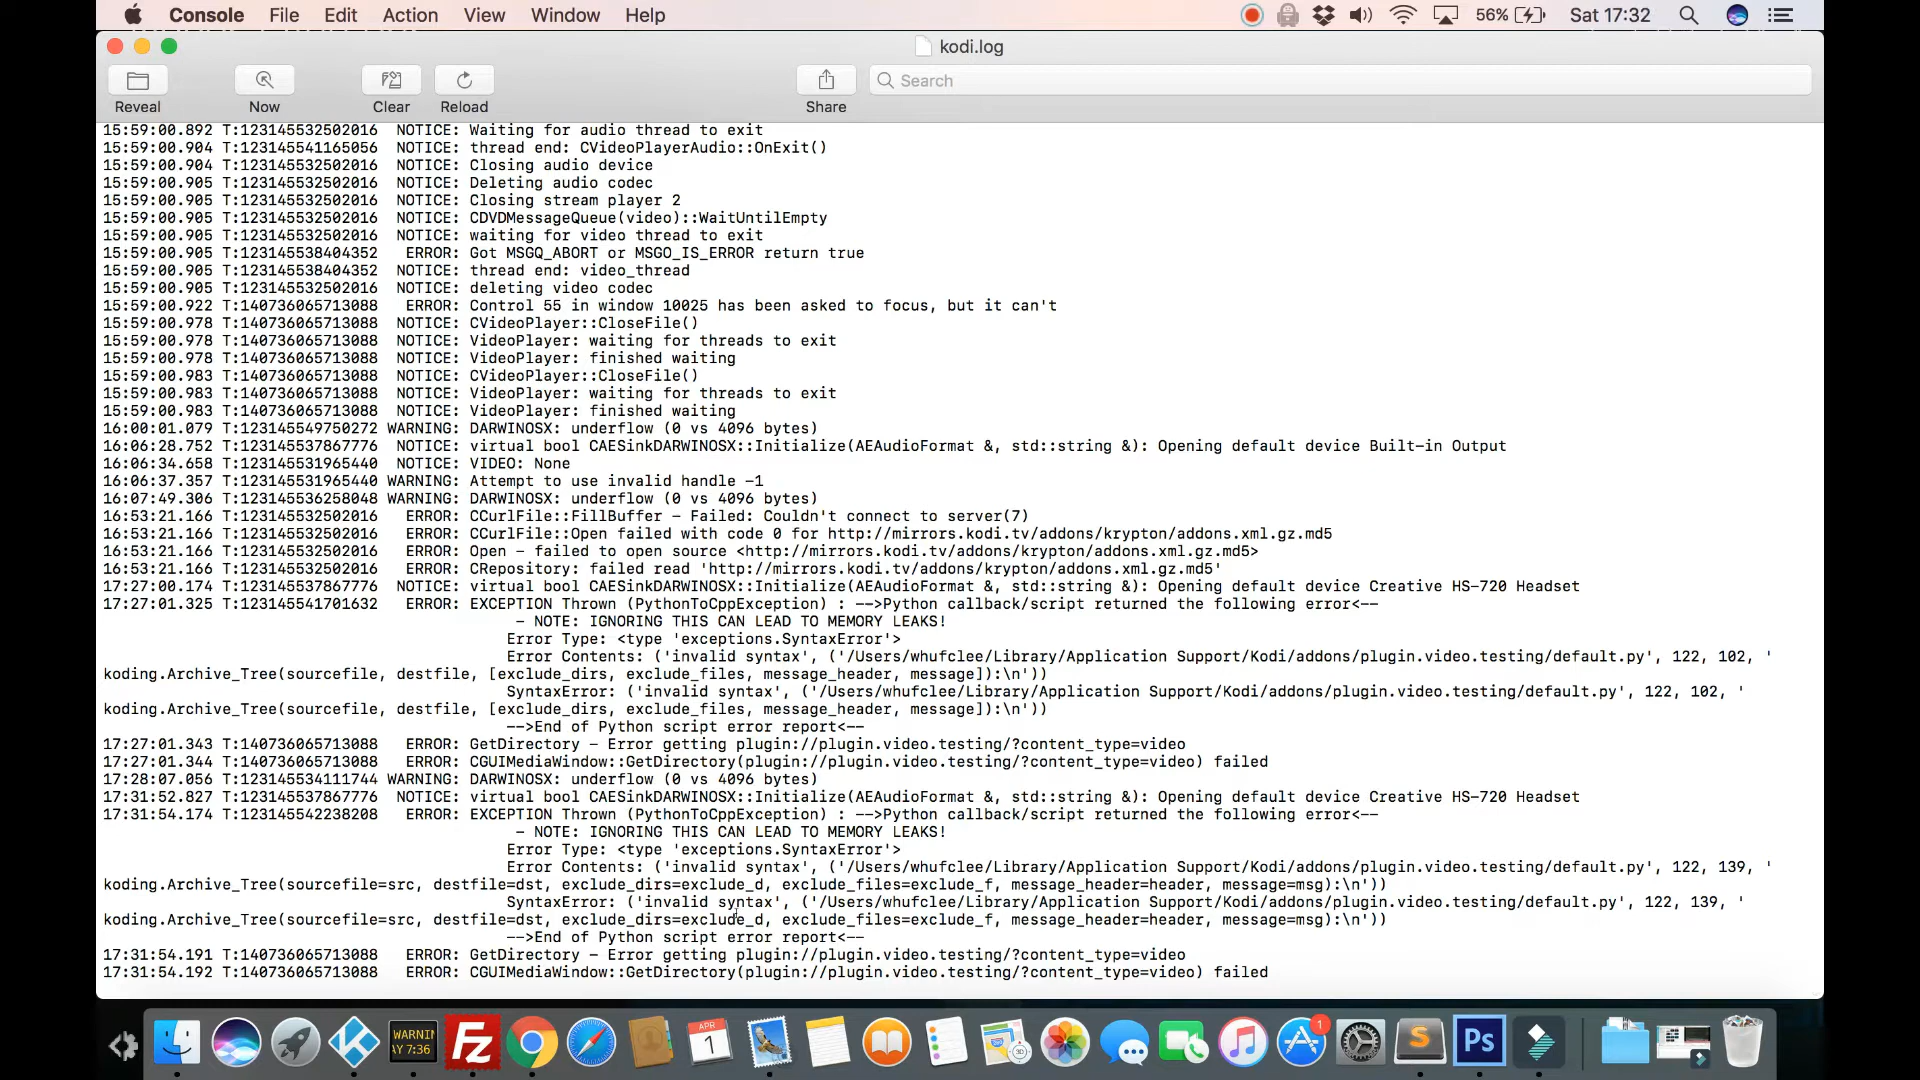 Console File Edit Action View Window Help 56% Sat 17:32
kodi.log
Search
Reveal Now Clear Reload Share
15:59:00.892 T:123145532502016 NOTICE: Waiting for audio thread to exit
15:59:00.904 T:123145541165056 NOTICE: thread end: CVideoPlayerAudio::OnExit()
15:59:00.904 T:123145532502016 NOTICE: Closing audio device
15:59:00.905 T:123145532502016 NOTICE: Deleting audio codec
15:59:00.905 T:123145532502016 NOTICE: Closing stream player 2
15:59:00.905 T:123145532502016 NOTICE: CDVDMessageQueue(video)::WaitUntilEmpty
15:59:00.905 T:123145532502016 NOTICE: waiting for video thread to exit
15:59:00.905 T:123145538404352 ERROR: Got MSGQ_ABORT or MSGO_IS_ERROR return true
15:59:00.905 T:123145538404352 NOTICE: thread end: video_thread
15:59:00.905 T:123145532502016 NOTICE: deleting video codec
15:59:00.922 T:140736065713088 ERROR: Control 55 in window 10025 has been asked to focus, but it can't
15:59:00.978 T:140736065713088 NOTICE: CVideoPlayer::CloseFile()
15:59:00.978 T:140736065713088 NOTICE: VideoPlayer: waiting for threads to exit
15:59:00.978 T:140736065713088 NOTICE: VideoPlayer: finished waiting
15:59:00.983 T:140736065713088 NOTICE: CVideoPlayer::CloseFile()
15:59:00.983 T:140736065713088 NOTICE: VideoPlayer: waiting for threads to exit
15:59:00.983 T:140736065713088 NOTICE: VideoPlayer: finished waiting
16:00:01.079 T:123145549750272 WARNING: DARWINOSX: underflow (0 vs 4096 bytes)
16:06:28.752 T:123145537867776 NOTICE: virtual bool CAESinkDARWINOSX::Initialize(AEAudioFormat &, std::string &): Opening default device Built-in Output
16:06:34.658 T:123145531965440 NOTICE: VIDEO: None
16:06:37.357 T:123145531965440 WARNING: Attempt to use invalid handle -1
16:07:49.306 T:123145536258048 WARNING: DARWINOSX: underflow (0 vs 4096 bytes)
16:53:21.166 T:123145532502016 ERROR: CCurlFile::FillBuffer - Failed: Couldn't connect to server(7)
16:53:21.166 T:123145532502016 ERROR: CCurlFile::Open failed with code 0 for http://mirrors.kodi.tv/addons/krypton/addons.xml.gz.md5
16:53:21.166 T:123145532502016 ERROR: Open - failed to open source <http://mirrors.kodi.tv/addons/krypton/addons.xml.gz.md5>
16:53:21.166 T:123145532502016 ERROR: CRepository: failed read 'http://mirrors.kodi.tv/addons/krypton/addons.xml.gz.md5'
17:27:00.174 T:123145537867776 NOTICE: virtual bool CAESinkDARWINOSX::Initialize(AEAudioFormat &, std::string &): Opening default device Creative HS-720 Headset
17:27:01.325 T:123145541701632 ERROR: EXCEPTION Thrown (PythonToCppException) : -->Python callback/script returned the following error<--
- NOTE: IGNORING THIS CAN LEAD TO MEMORY LEAKS!
Error Type: <type 'exceptions.SyntaxError'>
Error Contents: ('invalid syntax', ('/Users/whufclee/Library/Application Support/Kodi/addons/plugin.video.testing/default.py', 122, 102, '
koding.Archive_Tree(sourcefile, destfile, [exclude_dirs, exclude_files, message_header, message]):\n'))
SyntaxError: ('invalid syntax', ('/Users/whufclee/Library/Application Support/Kodi/addons/plugin.video.testing/default.py', 122, 102, '
koding.Archive_Tree(sourcefile, destfile, [exclude_dirs, exclude_files, message_header, message]):\n'))
-->End of Python script error report<--
17:27:01.343 T:140736065713088 ERROR: GetDirectory - Error getting plugin://plugin.video.testing/?content_type=video
17:27:01.344 T:140736065713088 ERROR: CGUIMediaWindow::GetDirectory(plugin://plugin.video.testing/?content_type=video) failed
17:28:07.056 T:123145534111744 WARNING: DARWINOSX: underflow (0 vs 4096 bytes)
17:31:52.827 T:123145537867776 NOTICE: virtual bool CAESinkDARWINOSX::Initialize(AEAudioFormat &, std::string &): Opening default device Creative HS-720 Headset
17:31:54.174 T:123145542238208 ERROR: EXCEPTION Thrown (PythonToCppException) : -->Python callback/script returned the following error<--
- NOTE: IGNORING THIS CAN LEAD TO MEMORY LEAKS!
Error Type: <type 'exceptions.SyntaxError'>
Error Contents: ('invalid syntax', ('/Users/whufclee/Library/Application Support/Kodi/addons/plugin.video.testing/default.py', 122, 139, '
koding.Archive_Tree(sourcefile=src, destfile=dst, exclude_dirs=exclude_d, exclude_files=exclude_f, message_header=header, message=msg):\n'))
SyntaxError: ('invalid syntax', ('/Users/whufclee/Library/Application Support/Kodi/addons/plugin.video.testing/default.py', 122, 139, '
koding.Archive_Tree(sourcefile=src, destfile=dst, exclude_dirs=exclude_d, exclude_files=exclude_f, message_header=header, message=msg):\n'))
-->End of Python script error report<--
17:31:54.191 T:140736065713088 ERROR: GetDirectory - Error getting plugin://plugin.video.testing/?content_type=video
17:31:54.192 T:140736065713088 ERROR: CGUIMediaWindow::GetDirectory(plugin://plugin.video.testing/?content_type=video) failed
WARNIN
AY 7:36
Fz
APR
1
1
S
Ps